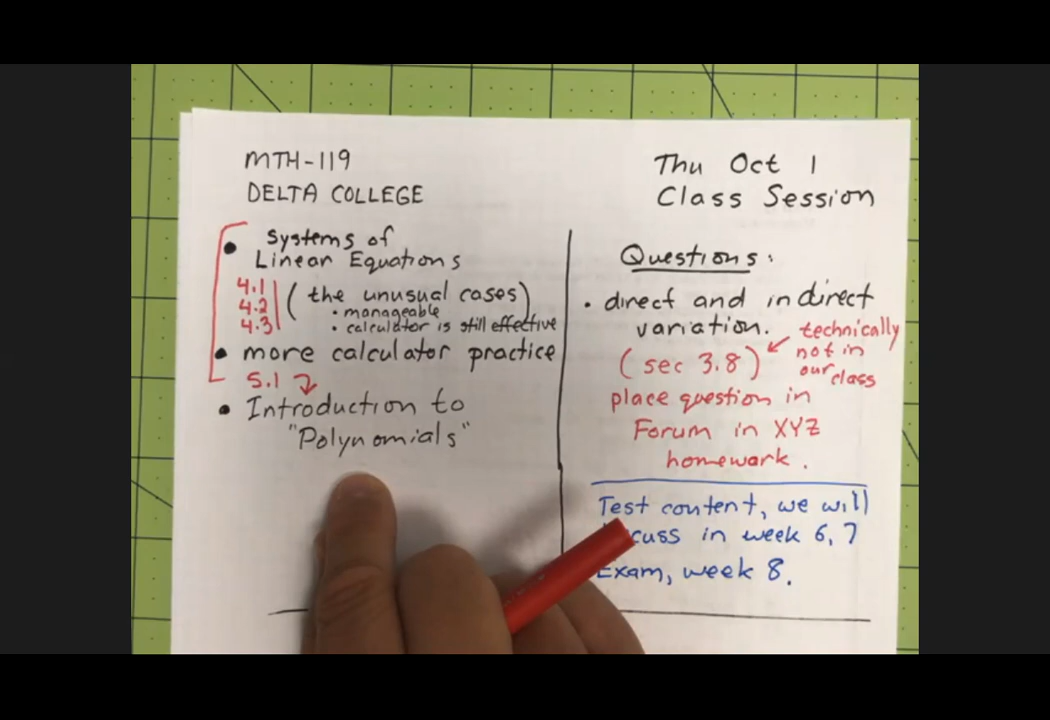 MTH-119
DELTA COLLEGE
Thu Oct 1
Class Session
• Systems of
Linear Equations
4.1
4.2
4.3
(the unusual cases)
• manageable
• calculator is still effective
• more calculator practice
5.1
• Introduction to
"Polynomials"
Questions:
• direct and indirect
variation.
(sec 3.8)
technically
not in
our class
place question in
Forum in XYZ
homework.
Test content, we will
cuss in week 6, 7
Exam, week 8.